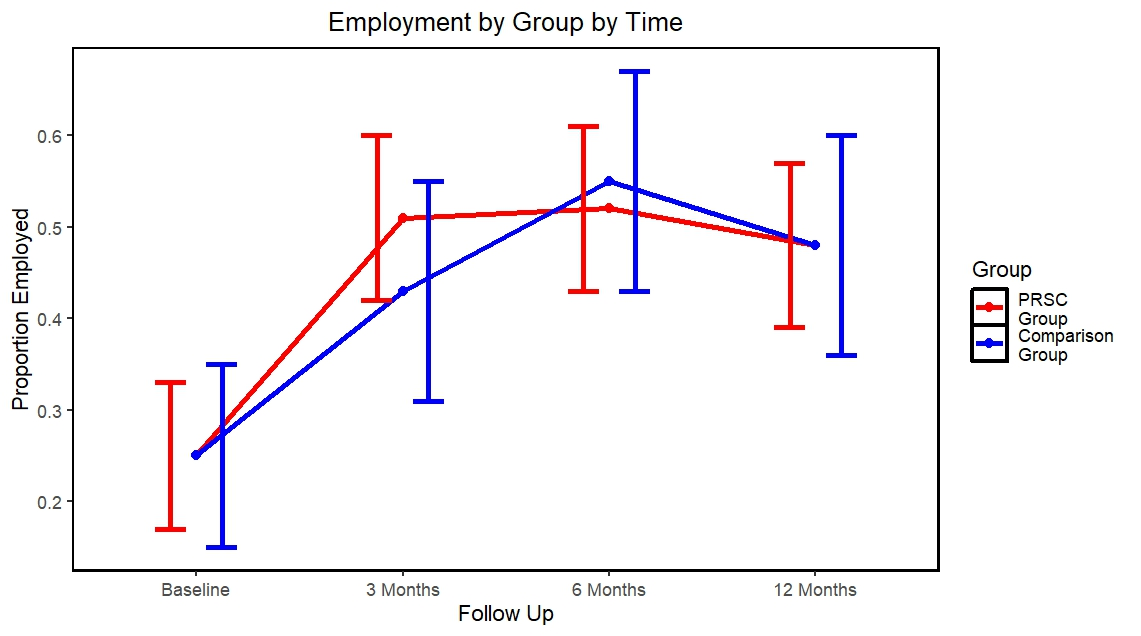 Employment by Group by Time
Proportion Employed
0.6
0.5
0.4
0.3
0.2
Baseline
3 Months
6 Months
12 Months
Follow Up
Group
PRSC
Group
Comparison
Group